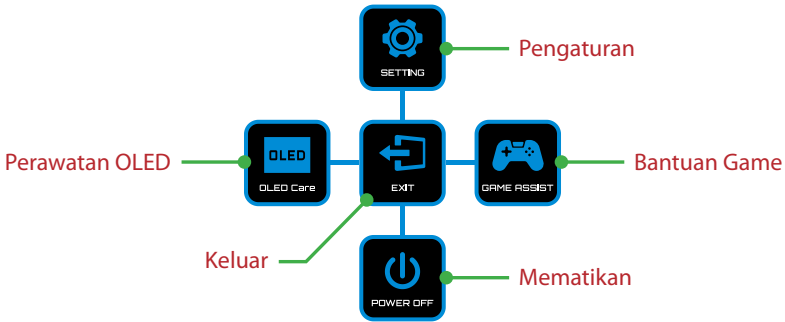 SETTING
Pengaturan
Perawatan OLED
OLED
OLED Care
EXIT
GAME ASSIST
Bantuan Game
Keluar
POWER OFF
Mematikan